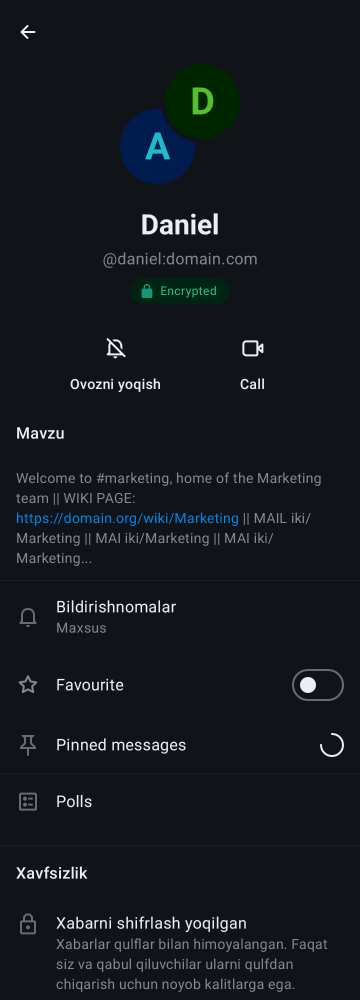 D
A
Daniel
@daniel:domain.com
Encrypted
Ovozni yoqish
Call
Mavzu
Welcome to #marketing, home of the Marketing
team || WIKI PAGE:
https://domain.org/wiki/Marketing || MAIL iki/
Marketing || MAI iki/Marketing || MAI iki/
Marketing...
Bildirishnomalar
Maxsus
Favourite
Pinned messages
Polls
Xavfsizlik
Xabarni shifrlash yoqilgan
Xabarlar qulflar bilan himoyalangan. Faqat
siz va qabul qiluvchilar ularni qulfdan
chiqarish uchun noyob kalitlarga ega.